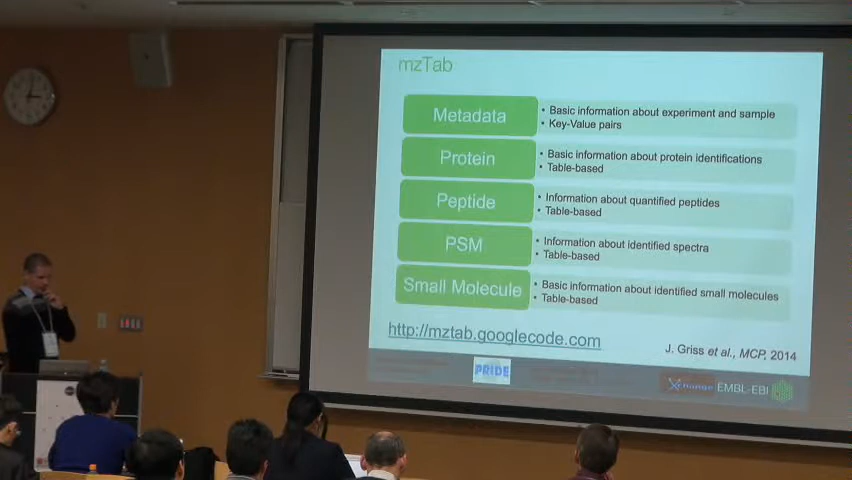 mzTab
Metadata
• Basic information about experiment and sample
• Key-Value pairs
Protein
• Basic information about protein identifications
• Table-based
Peptide
• Information about quantified peptides
• Table-based
PSM
• Information about identified spectra
• Table-based
Small Molecule
• Basic information about identified small molecules
• Table-based
http://mztab.googlecode.com
J. Griss et al., MCP, 2014
PRIDE
EMBL-EBI